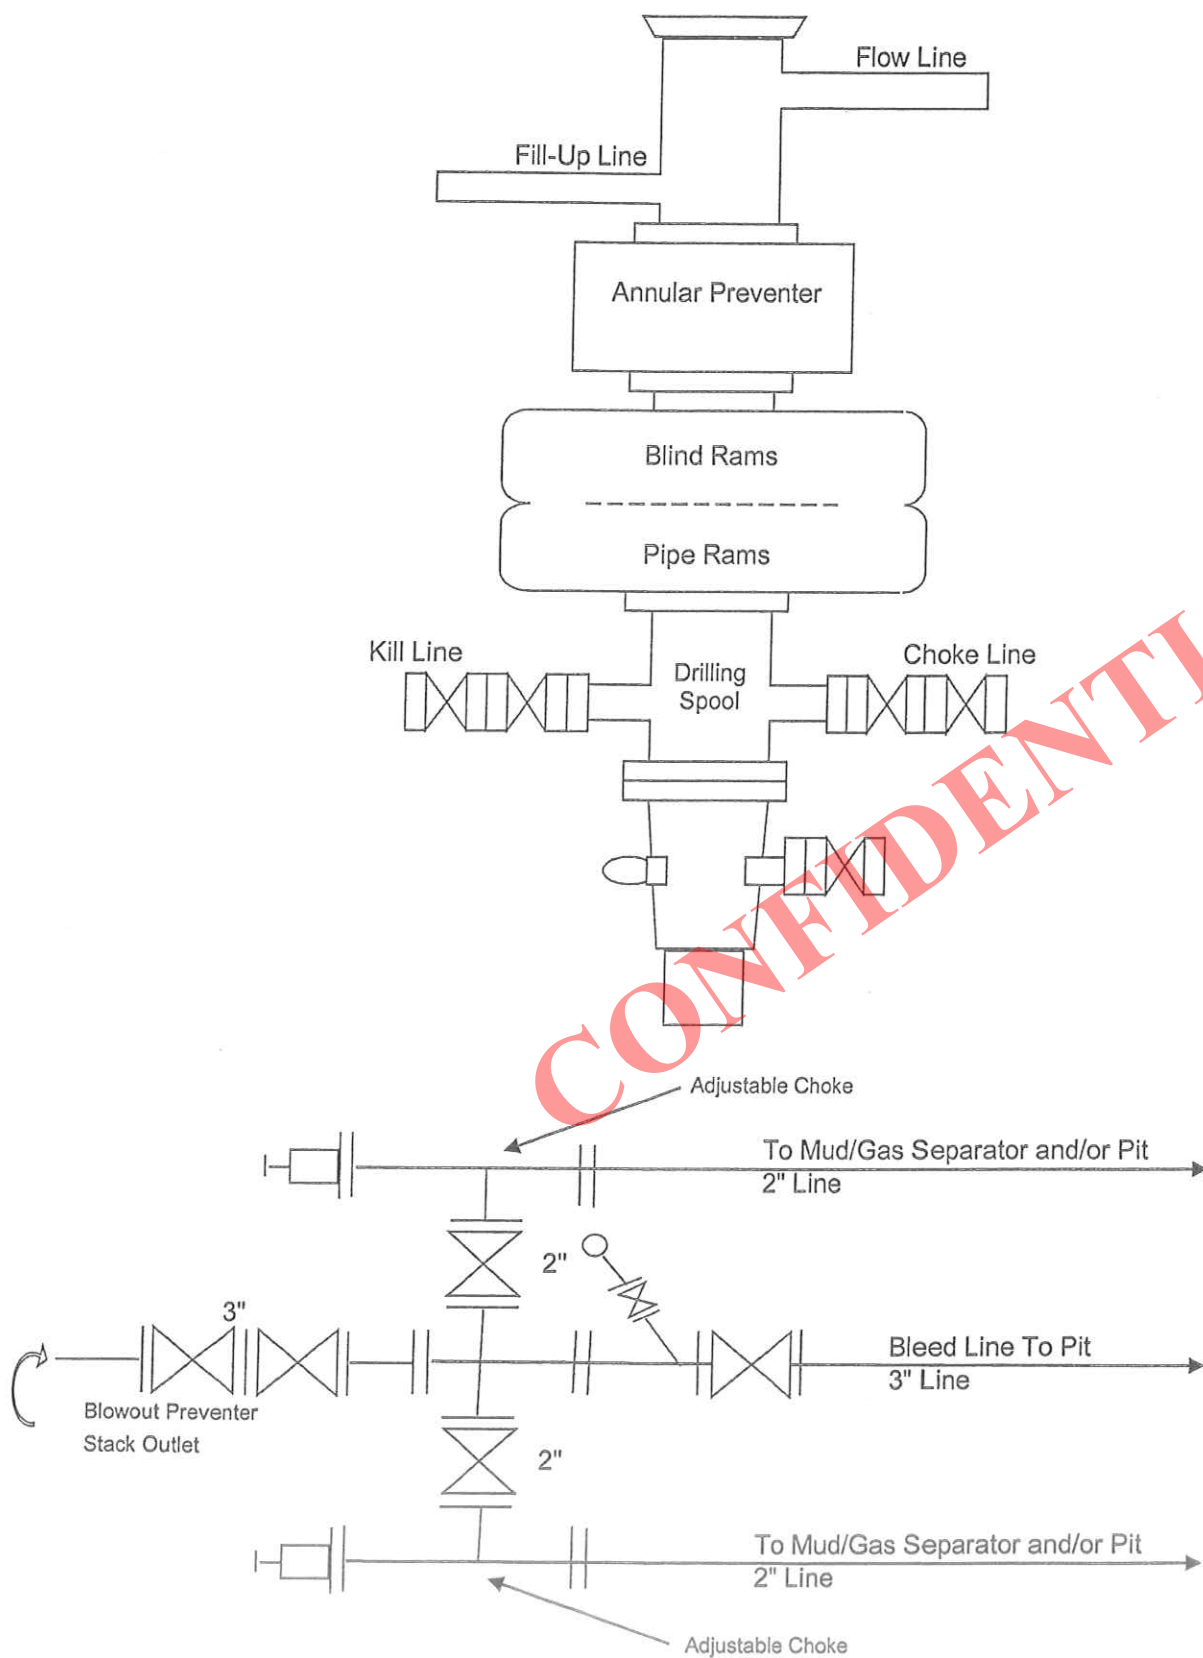 Flow Line
Fill-Up Line
Annular Preventer
Blind Rams
Pipe Rams
Kill Line
Drilling
Spool
Choke Line
CONFIDENTI
Adjustable Choke
To Mud/Gas Separator and/or Pit
2" Line
2"
3"
Bleed Line To Pit
3" Line
Blowout Preventer
Stack Outlet
2"
To Mud/Gas Separator and/or Pit
2" Line
Adjustable Choke